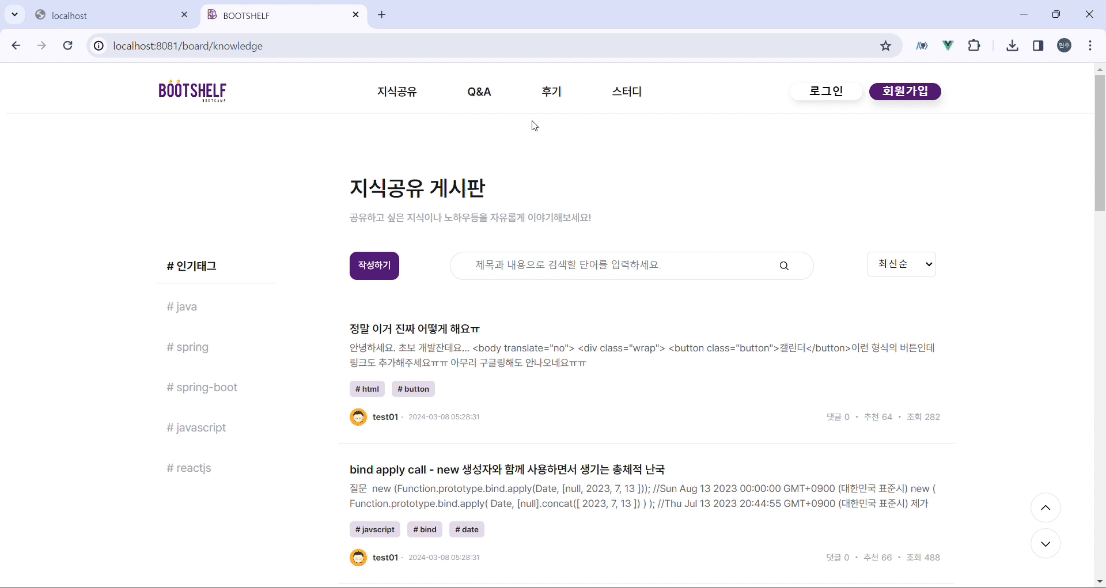 localhost
BOOTSHELF
localhost:8081/board/knowledge
BOOTSHELF
BOOTCAMP
지식공유
Q&A
후기
스터디
로그인
회원가입
지식공유 게시판
공유하고 싶은 지식이나 노하우등을 자유롭게 이야기해보세요!
# 인기태그
작성하기
제목과 내용으로 검색할 단어를 입력하세요
최신순
# java
# spring
# spring-boot
# javascript
# reactjs
정말 이거 진짜 어떻게 해요ㅠ
안녕하세요. 초보 개발잔데요... <body translate="no"> <div class="wrap"> <button class="button">캘린더</button>이런 형식의 버튼인데
링크도 추가해주세요ㅠㅠ 아무리 구글링해도 안나오네요ㅠㅠ
# html
# button
test01 · 2024-03-08 05:28:31
댓글 0 · 추천 64 · 조회 282
bind apply call - new 생성자와 함께 사용하면서 생기는 총체적 난국
질문 new (Function.prototype.bind.apply(Date, [null, 2023, 7, 13 ])); //Sun Aug 13 2023 00:00:00 GMT+0900 (대한민국 표준시) new (
Function.prototype.bind.apply( Date, [null].concat([ 2023, 7, 13 ]) ) ); //Thu Jul 13 2023 20:44:55 GMT+0900 (대한민국 표준시) 제가
# javscript
# bind
# date
test01 · 2024-03-08 05:28:31
댓글 0 · 추천 66 · 조회 488